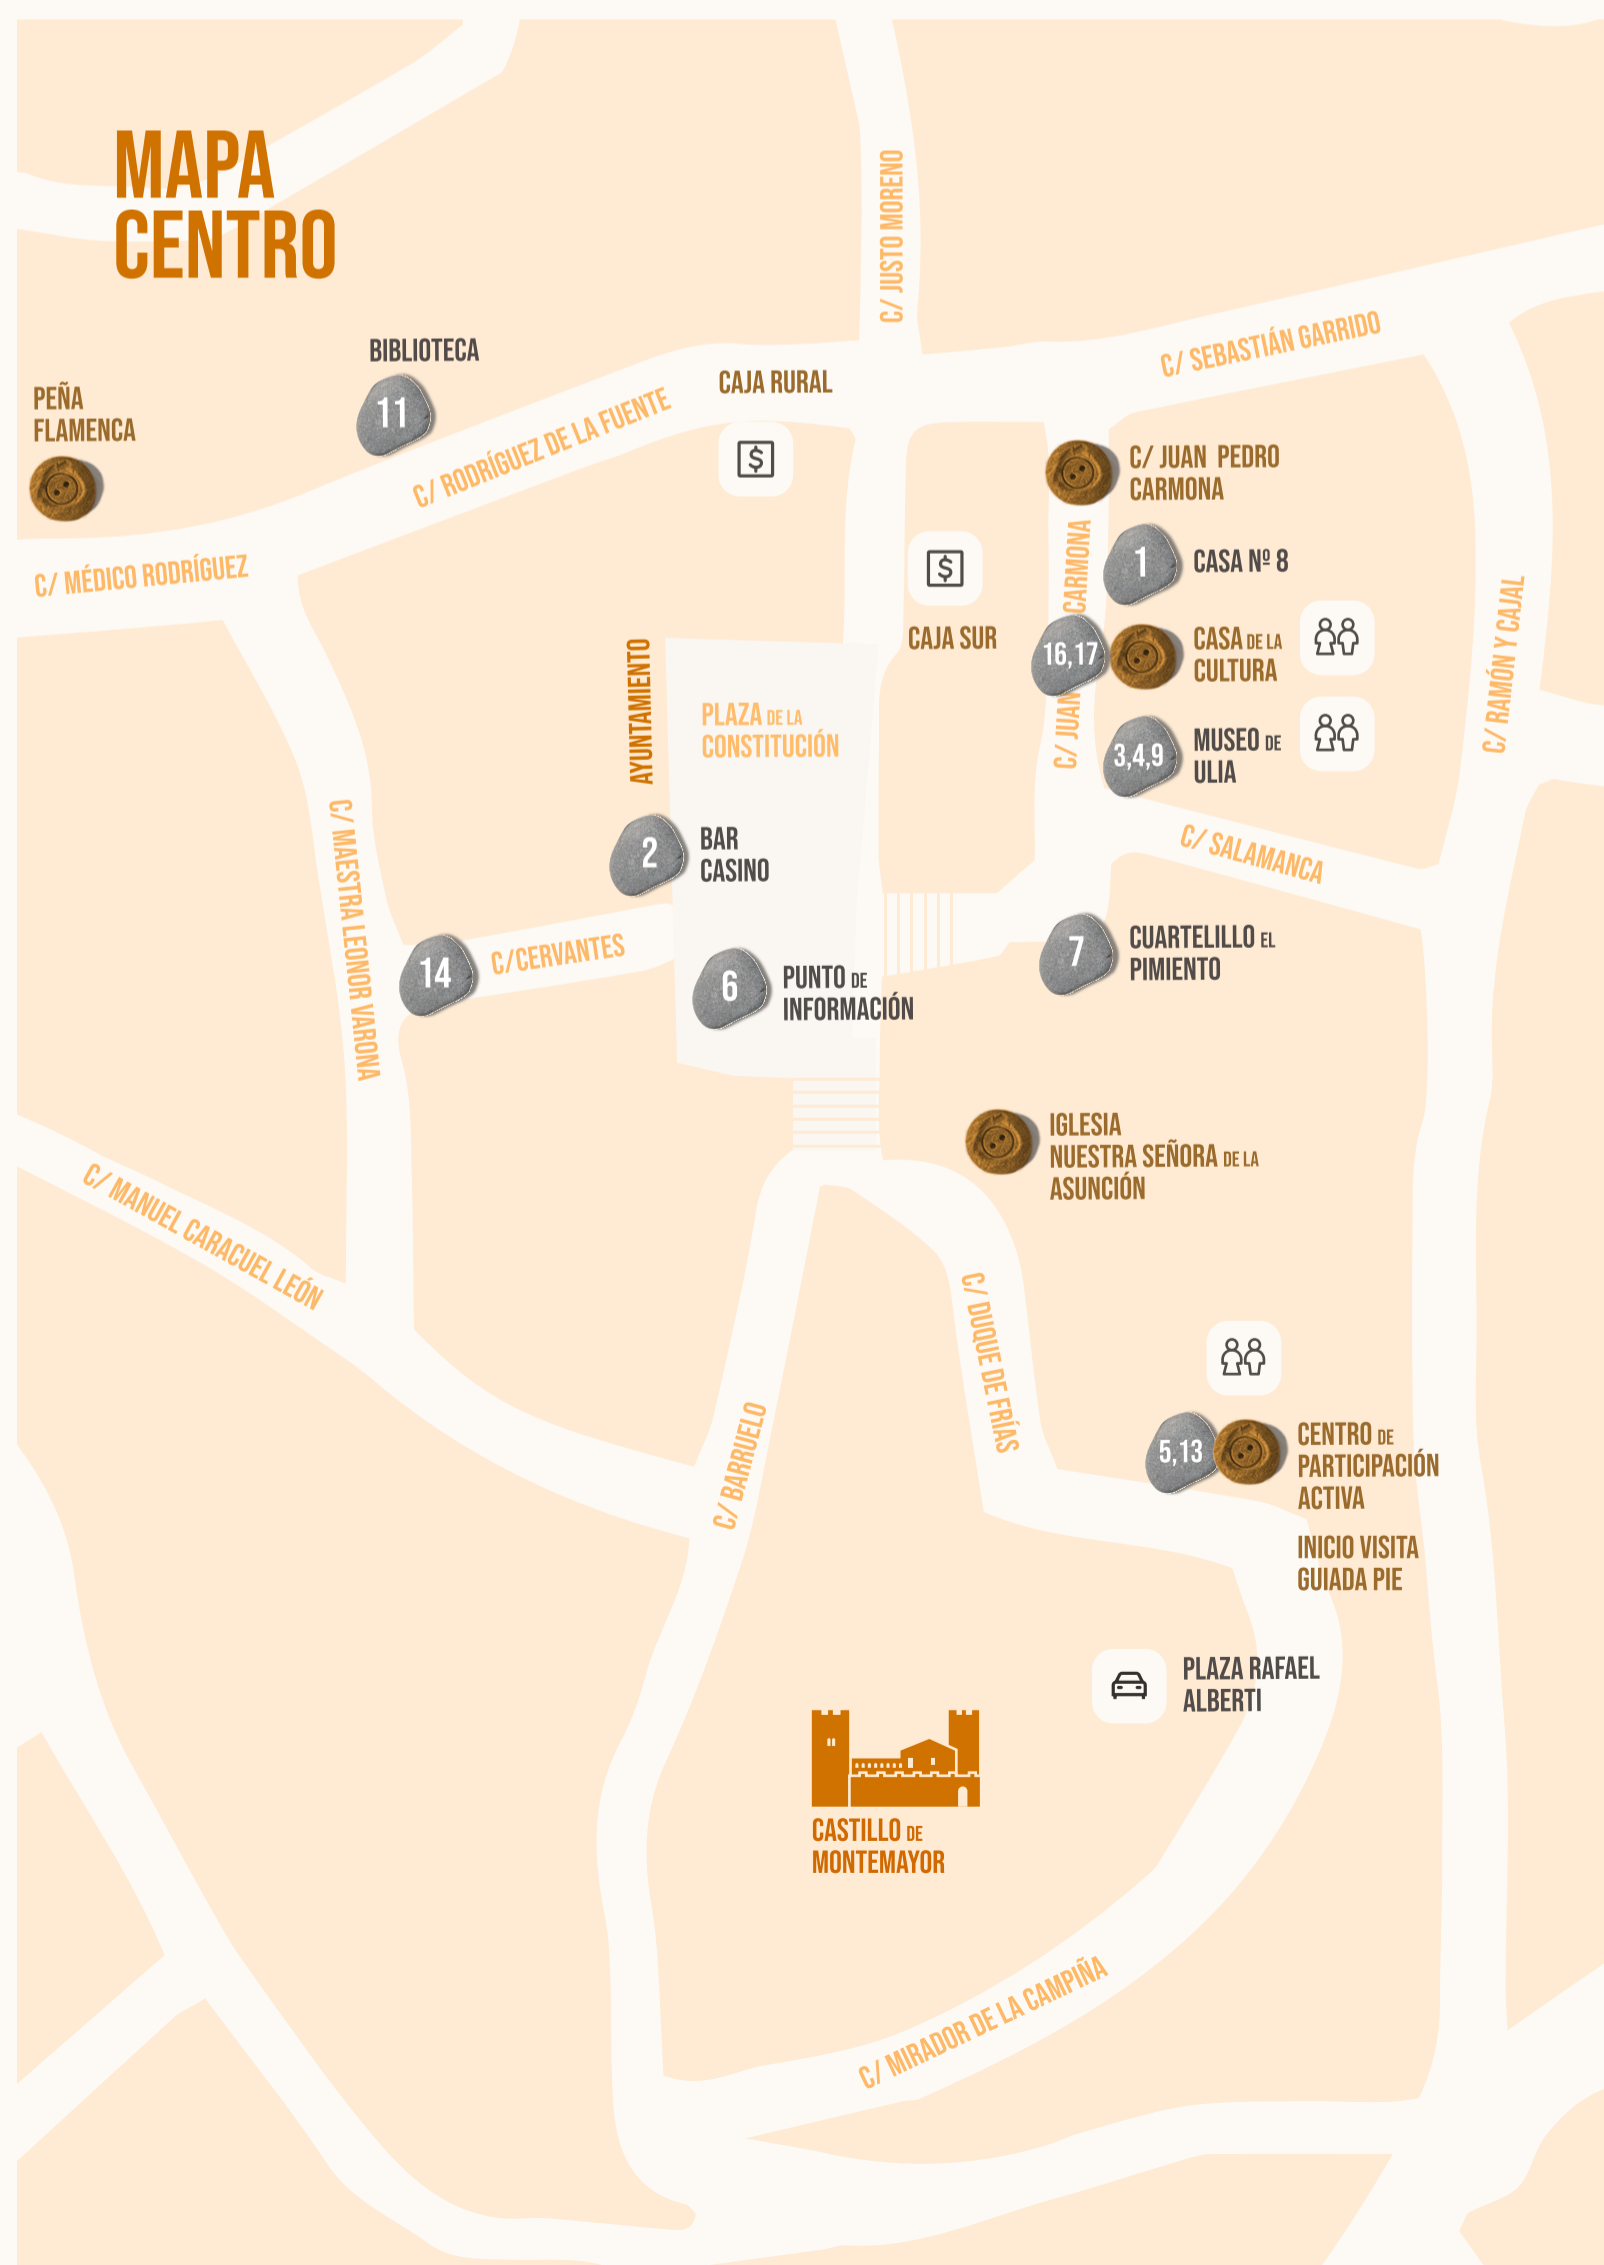 MAPA
CENTRO
C/ JUSTO MORENO
C/ SEBASTIÁN GARRIDO
BIBLIOTECA
11
PEÑA
FLAMENCA
CAJA RURAL
$
C/ RODRÍGUEZ DE LA FUENTE
C/ MÉDICO RODRÍGUEZ
C/ JUAN PEDRO
CARMONA
1
CASA Nº 8
$
CAJA SUR
C/ JUAN
CARMONA
16,17
CASA DE LA
CULTURA
3,4,9
MUSEO DE
ULIA
C/ RAMÓN Y CAJAL
AYUNTAMIENTO
PLAZA DE LA
CONSTITUCIÓN
2
BAR
CASINO
C/ SALAMANCA
C/ MAESTRA LEONOR VARONA
14
C/CERVANTES
6
PUNTO DE
INFORMACIÓN
7
CUARTELILLO EL
PIMIENTO
IGLESIA
NUESTRA SEÑORA DE LA
ASUNCIÓN
C/ MANUEL CARACUEL LEÓN
C/ DUQUE DE FRÍAS
C/ BARRUELO
5,13
CENTRO DE
PARTICIPACIÓN
ACTIVA
INICIO VISITA
GUIADA PIE
PLAZA RAFAEL
ALBERTI
CASTILLO DE
MONTEMAYOR
C/ MIRADOR DE LA CAMPIÑA